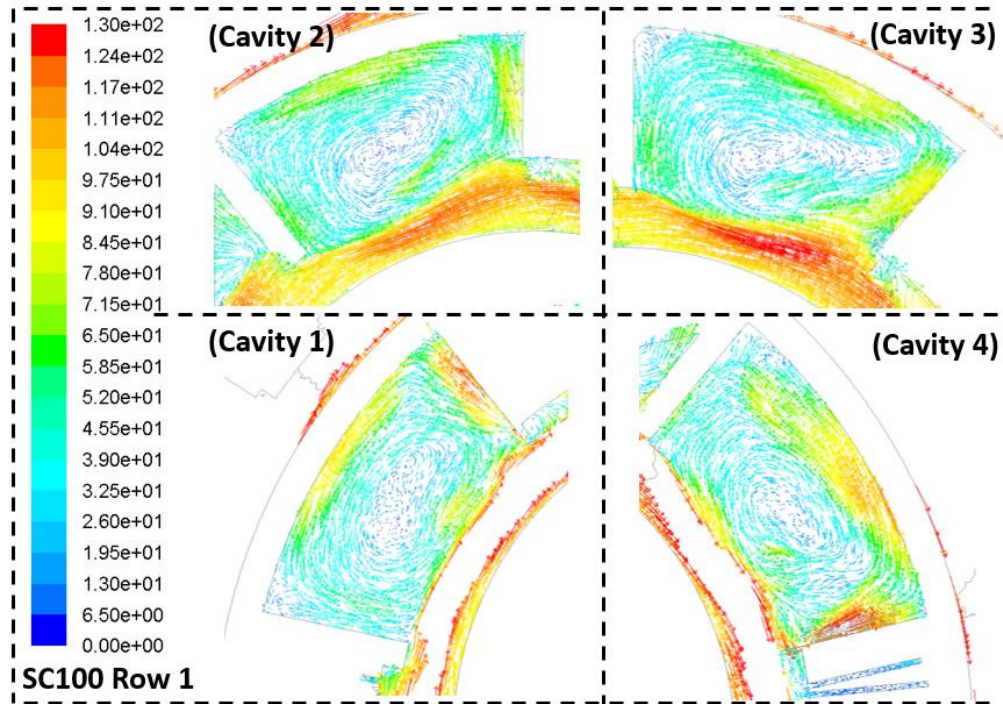 1.30e+02
1.24e+02
1.17e+02
1.11e+02
1.04e+02
9.75e+01
9.10e+01
8.45e+01
7.80e+01
7.15e+01
6.50e+01
5.85e+01
5.20e+01
4.55e+01
3.90e+01
3.25e+01
2.60e+01
1.95e+01
1.30e+01
6.50e+00
0.00e+00
SC100 Row 1
(Cavity 2)
(Cavity 3)
(Cavity 1)
(Cavity 4)